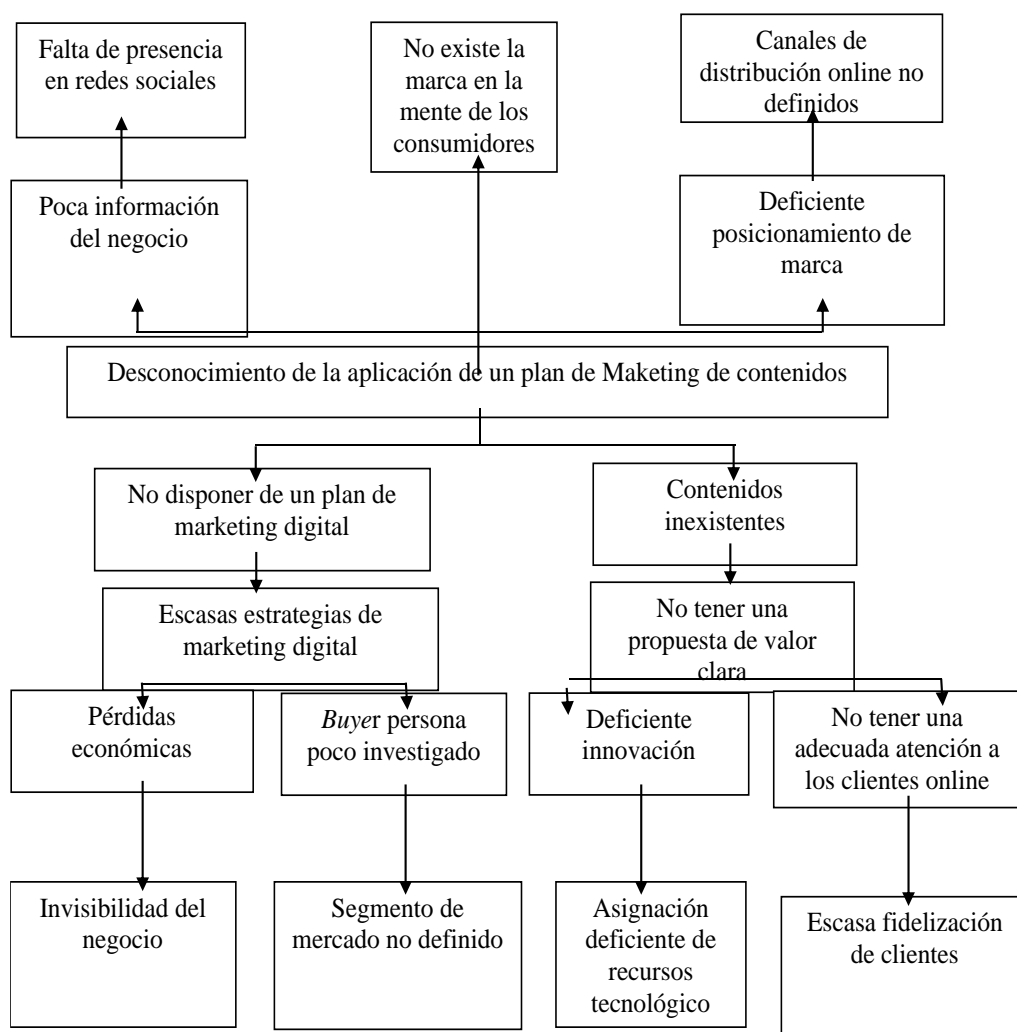 Falta de presencia
en redes sociales
No existe la
marca en la
mente de los
consumidores
Canales de
distribución online no
definidos
Poca información
del negocio
Deficiente
posicionamiento de
marca
Desconocimiento de la aplicación de un plan de Maketing de contenidos
No disponer de un plan de
marketing digital
Contenidos
inexistentes
Escasas estrategias de
marketing digital
No tener una
propuesta de valor
clara
Pérdidas
económicas
Buyer persona
poco investigado
Deficiente
innovación
No tener una
adecuada atención a
los clientes online
Invisibilidad del
negocio
Segmento de
mercado no definido
Asignación
deficiente de
recursos
tecnológico
Escasa fidelización
de clientes